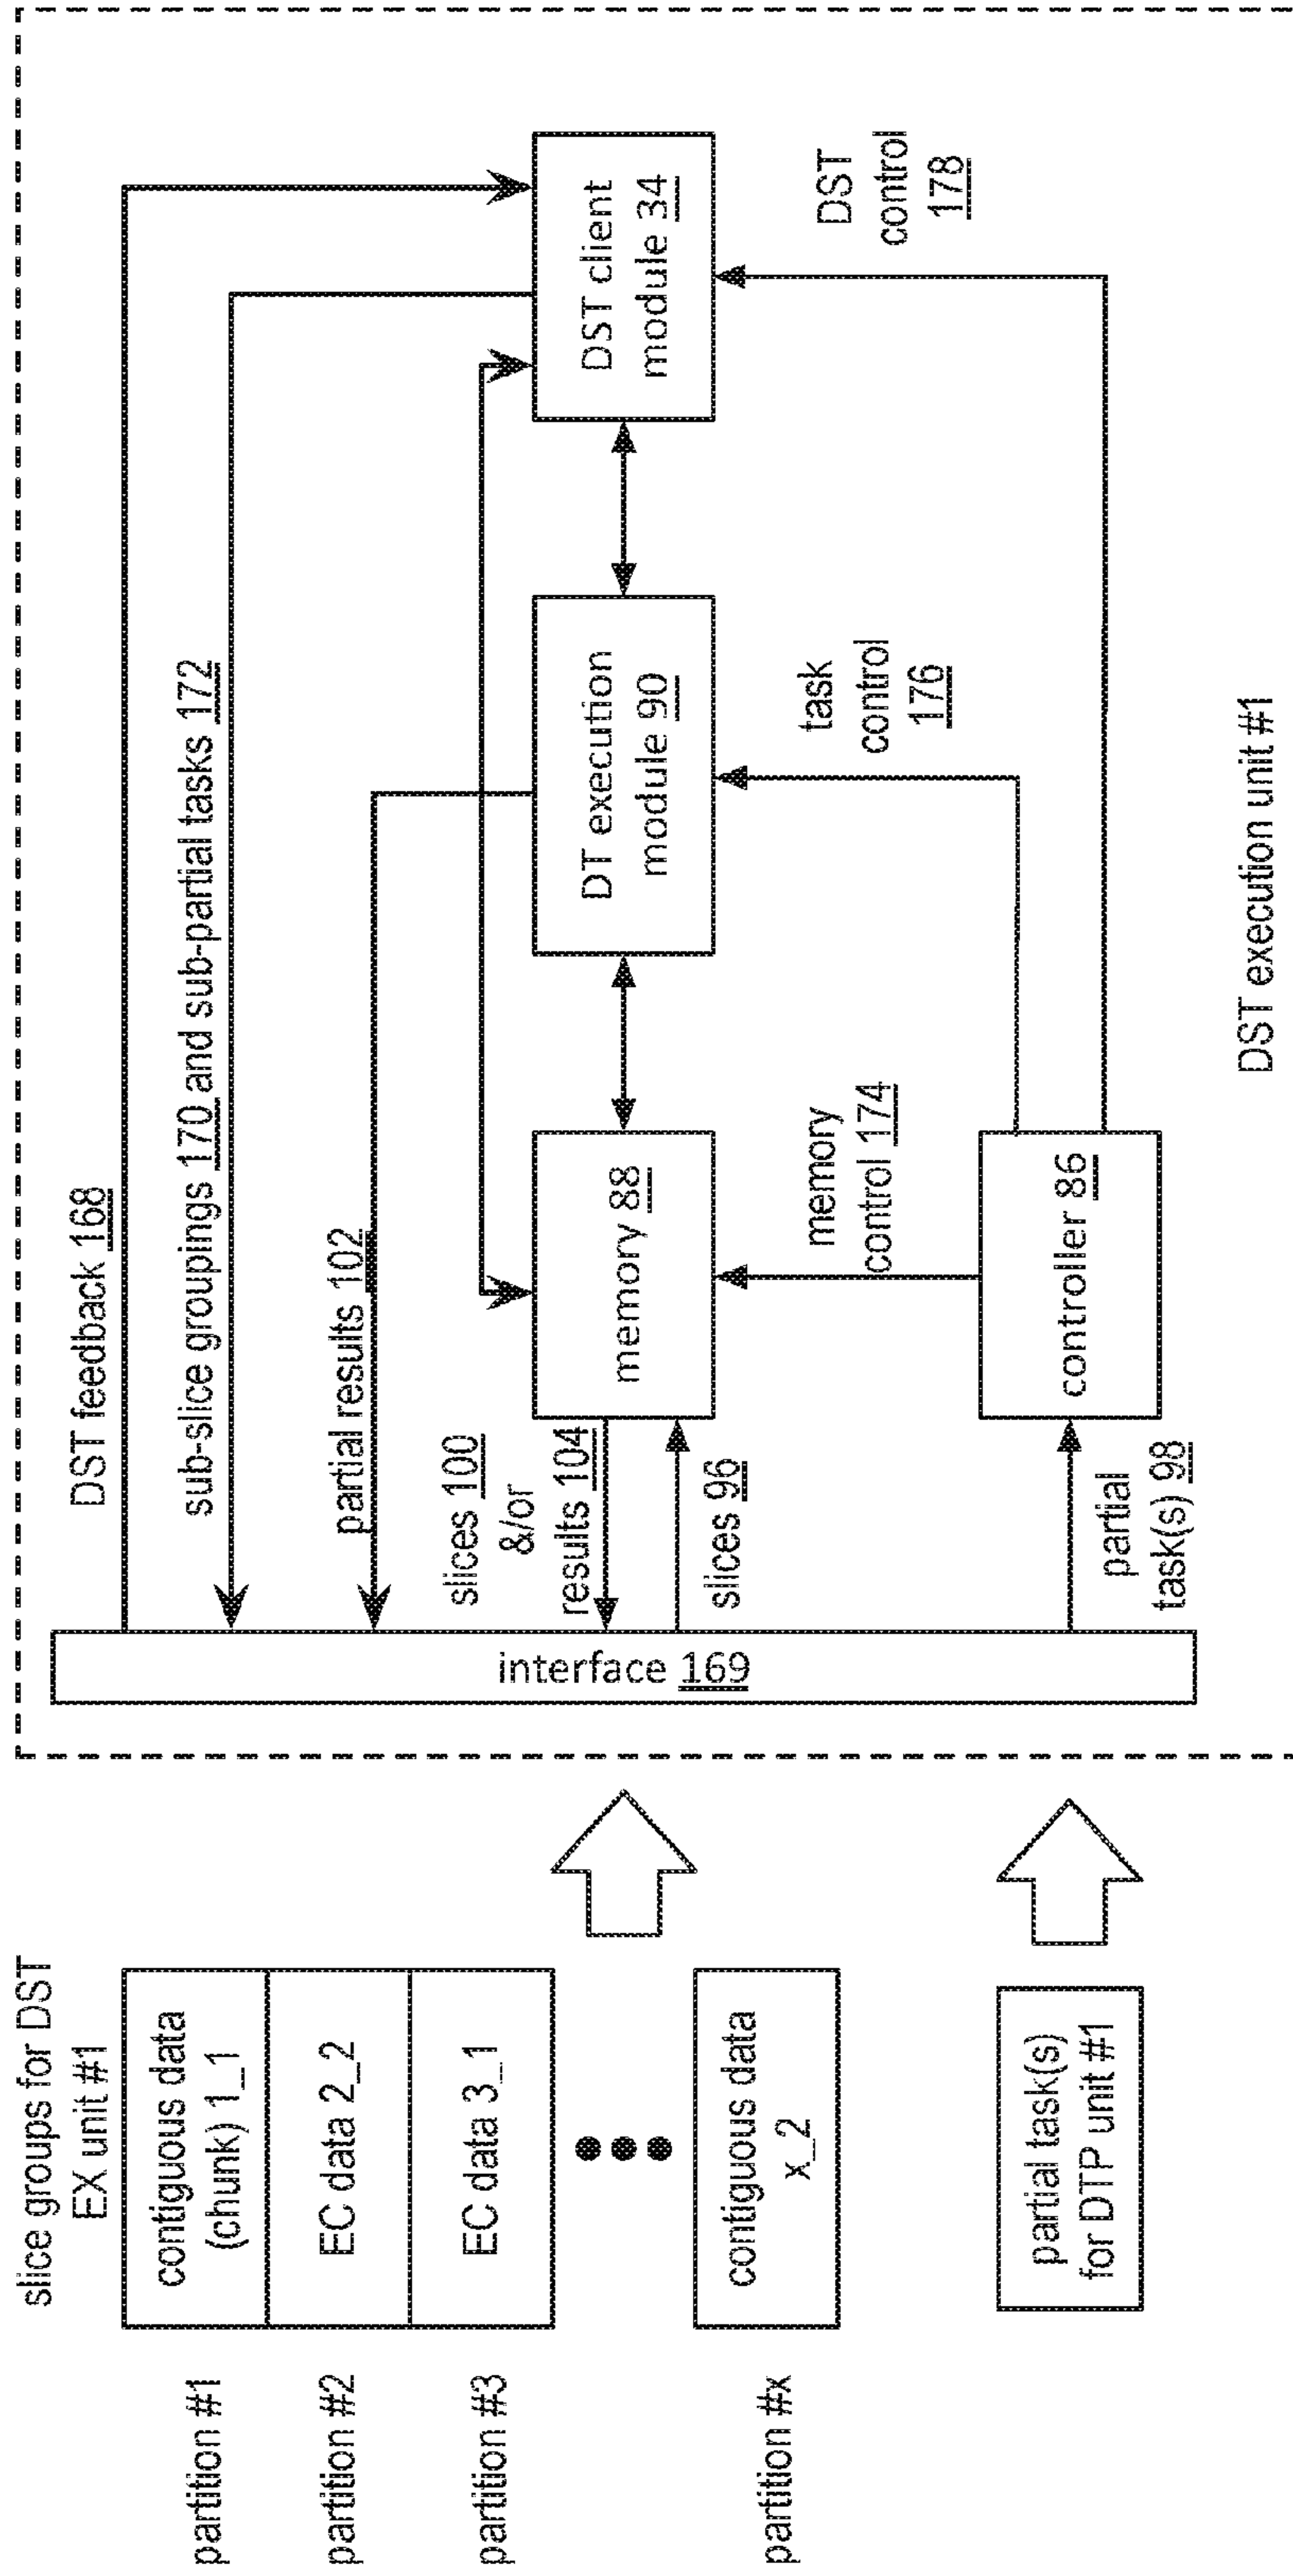 slice groups for DST
EX unit #1
partition #1
contiguous data
(chunk) 1_1
partition #2
EC data 2_2
partition #3
EC data 3_1
partition #x
contiguous data
x_2
partial task(s)
for DTP unit #1
interface 169
DST feedback 168
sub-slice groupings 170 and sub-partial tasks 172
partial results 102
slices 100
&/or
results 104
slices 96
partial
task(s) 98
memory 88
DT execution
module 90
DST client
module 34
memory
control 174
task
control
176
DST
control
178
controller 86
DST execution unit #1